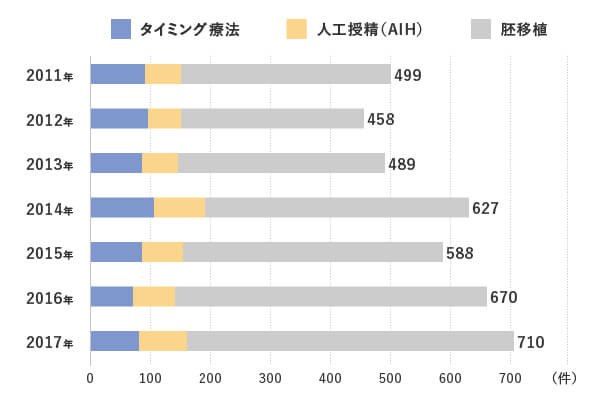 タイミング療法 人工授精(AIH) 胚移植
2011年 499
2012年 458
2013年 489
2014年 627
2015年 588
2016年 670
2017年 710
0 100 200 300 400 500 600 700 (件)